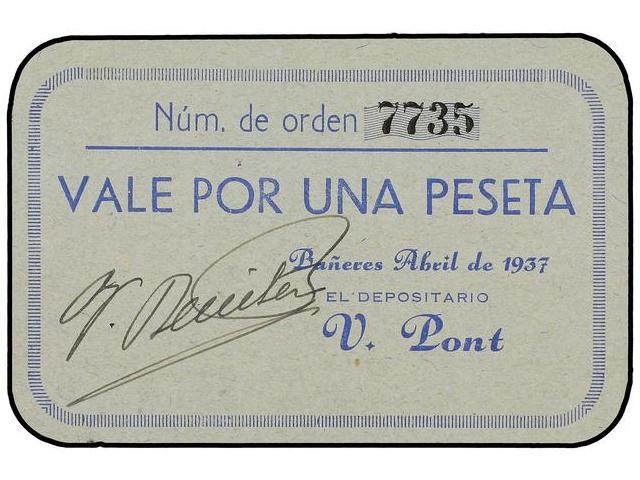 Núm. de orden 7735
VALE POR UNA PESETA
Bañeres Abril de 1937
EL DEPOSITARIO
V. Pont